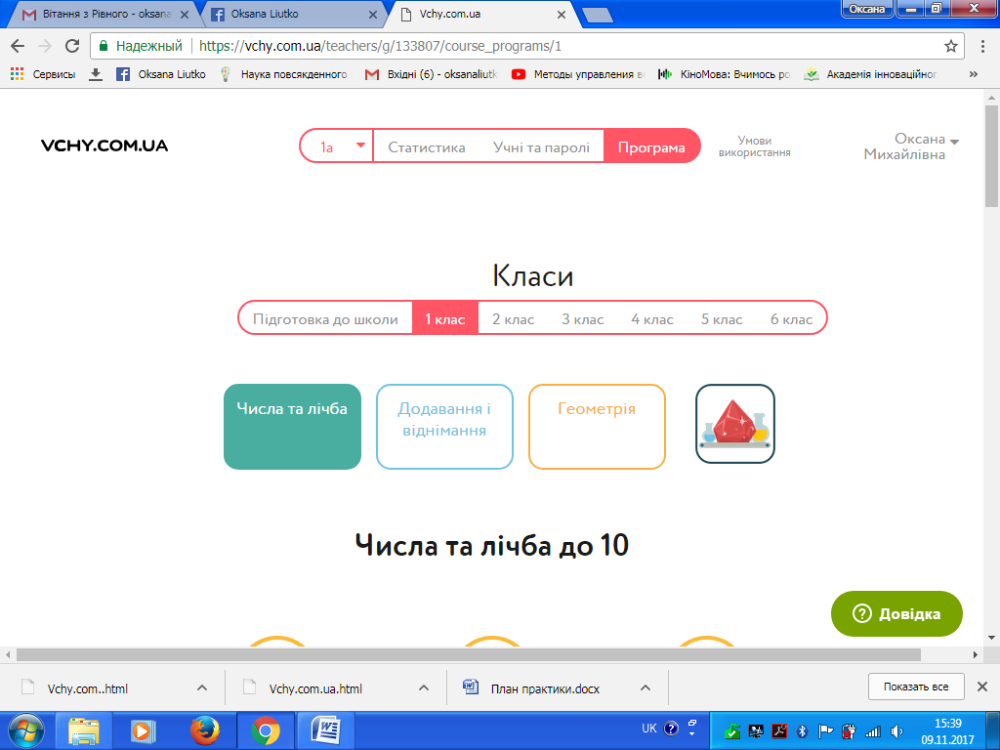 Вітання з Рівного - oksana
Oksana Liutko
Vchy.com.ua
Оксана
Надежный
https://vchy.com.ua/teachers/g/133807/course_programs/1
Сервисы
Oksana Liutko
Наука повсякденного
Вхідні (6) - oksanaliutk
Методы управления в
КіноМова: Вчимось ро
Академія інноваційног
VCHY.COM.UA
1а
Статистика
Учні та паролі
Програма
Умови
використання
Оксана
Михайлівна
Класи
Підготовка до школи
1 клас
2 клас
3 клас
4 клас
5 клас
6 клас
Числа та лічба
Додавання і
віднімання
Геометрія
Числа та лічба до 10
Довідка
Vchy.com..html
Vchy.com.ua.html
План практики.docx
Показать все
UK
15:39
09.11.2017